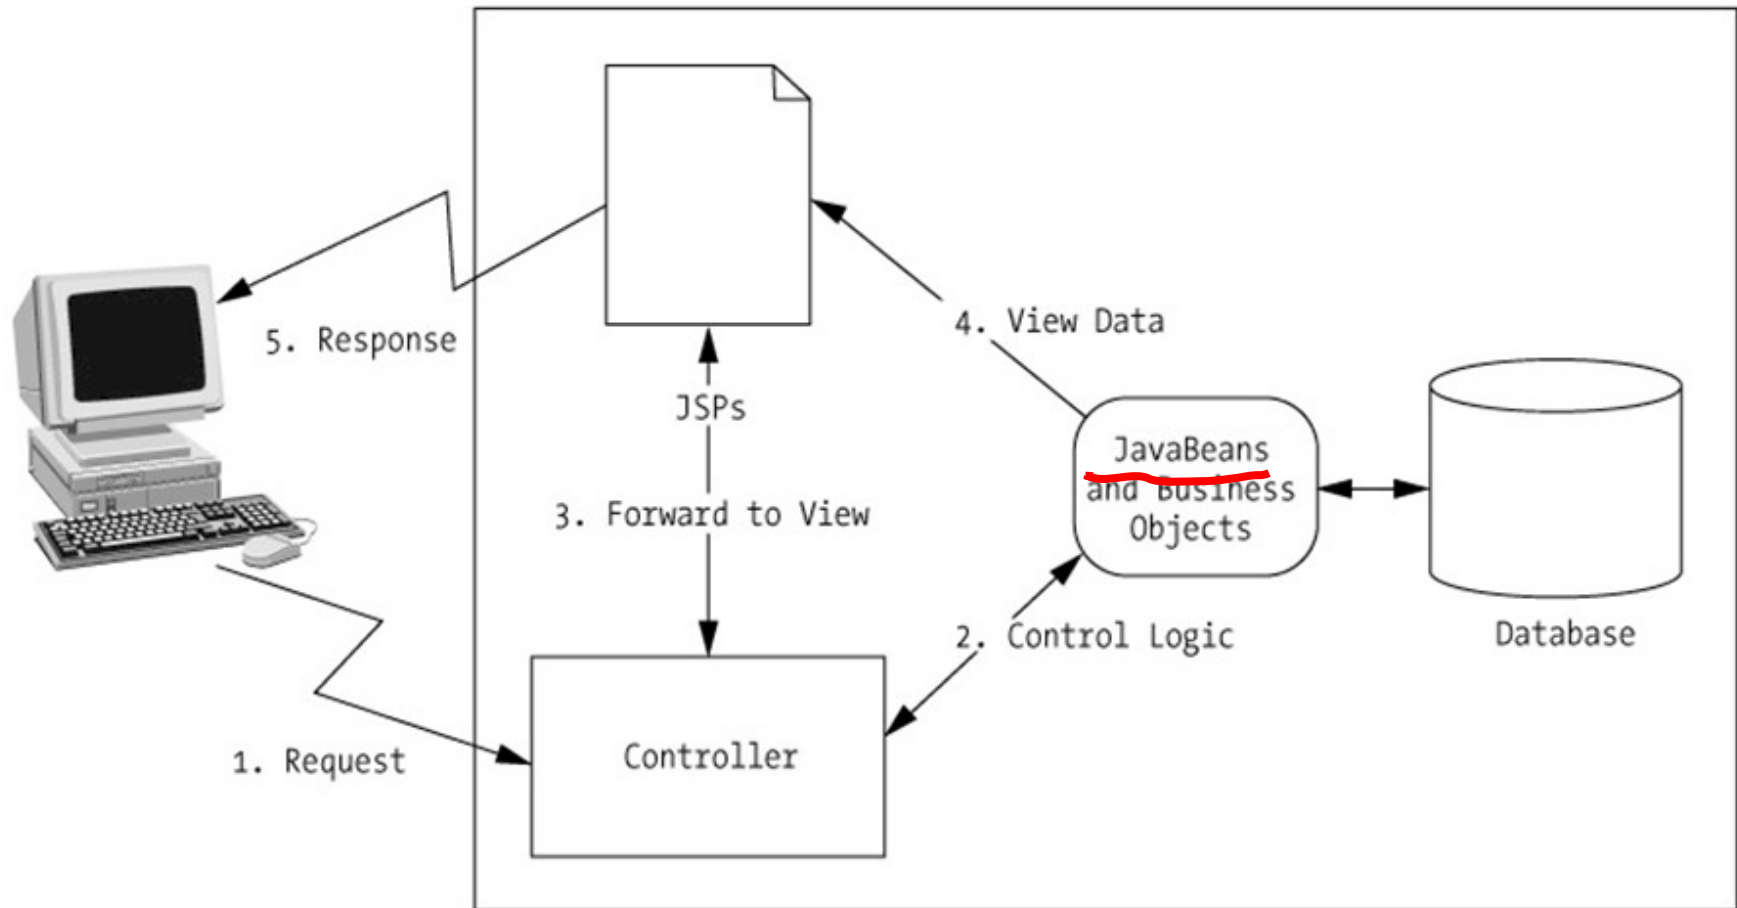 5. Response
JSPs
3. Forward to View
4. View Data
JavaBeans
and Business
Objects
2. Control Logic
Database
1. Request
Controller